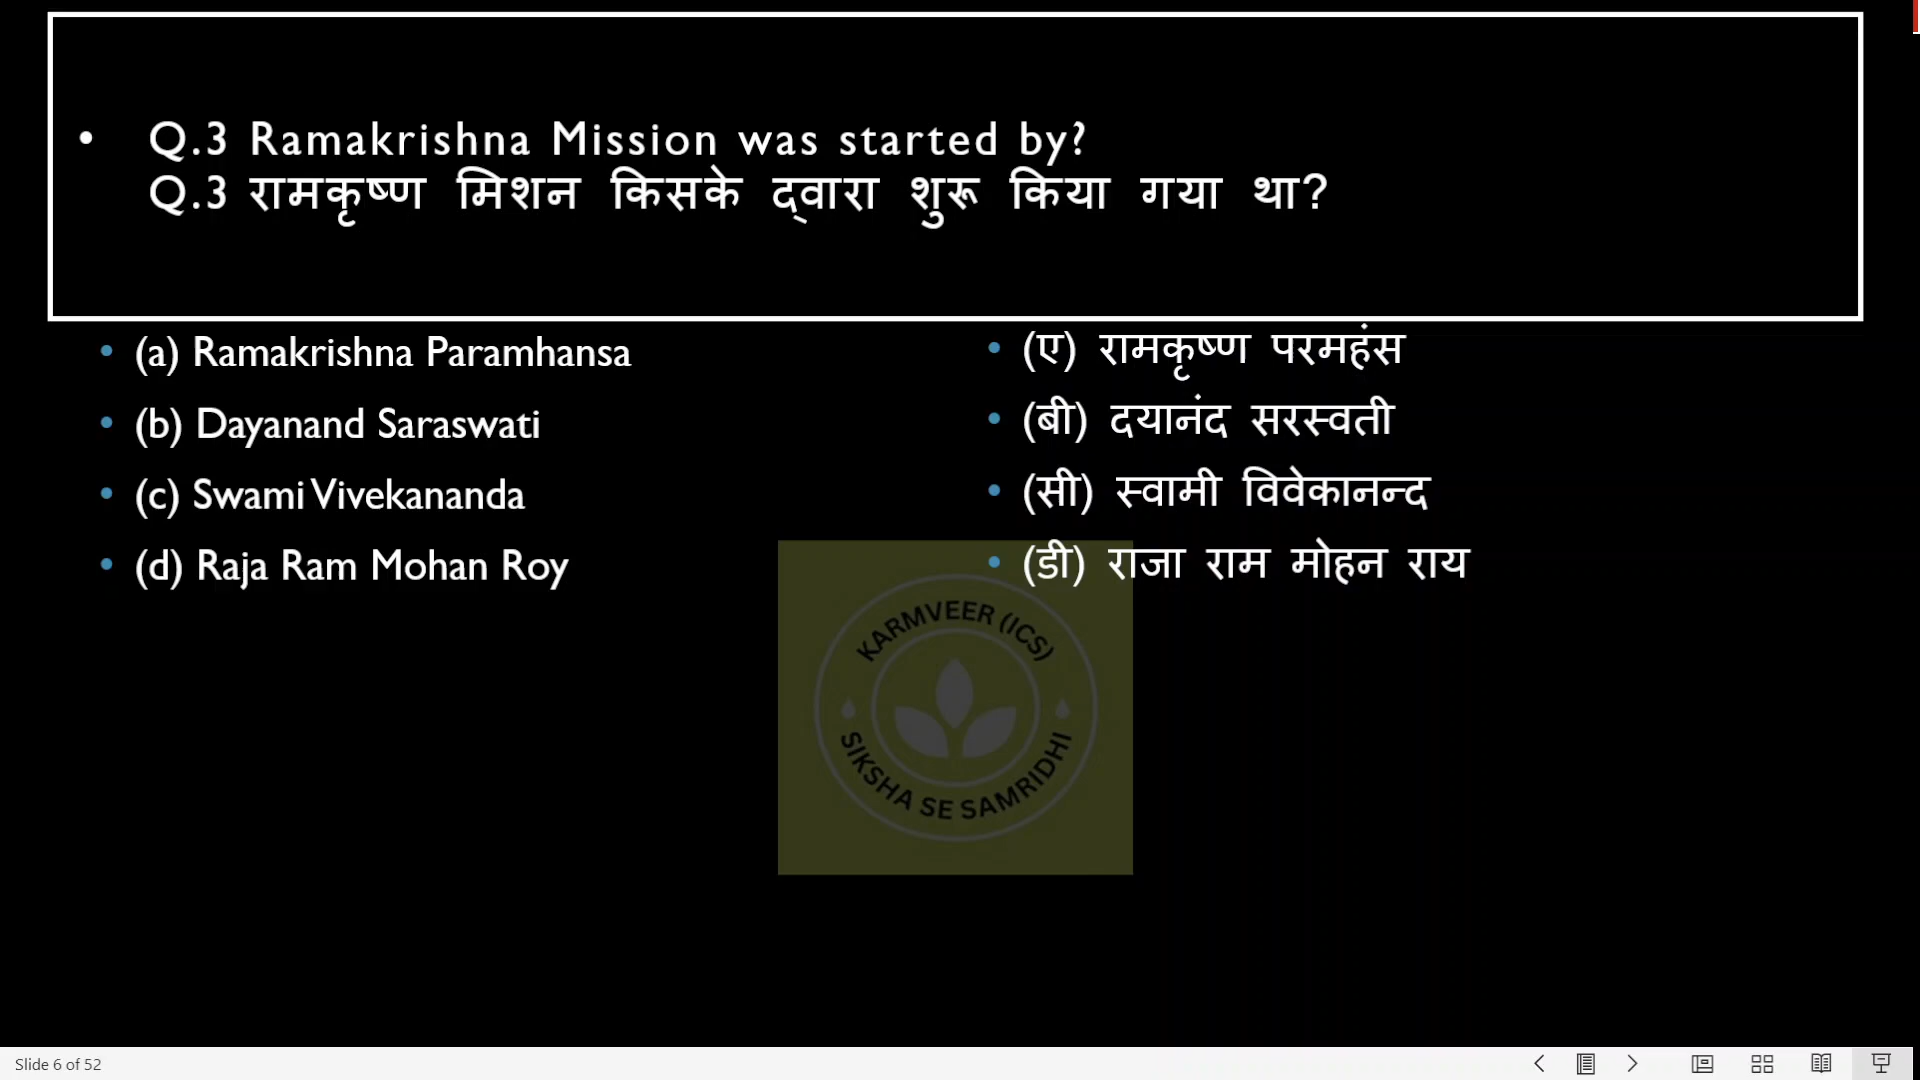 • Q.3 Ramakrishna Mission was started by?
Q.3 रामकृष्ण मिशन किसके द्वारा शुरू किया गया था?
• (a) Ramakrishna Paramhansa
• (b) Dayanand Saraswati
• (c) Swami Vivekananda
• (d) Raja Ram Mohan Roy
• (ए) रामकृष्ण परमहंस
• (बी) दयानंद सरस्वती
• (सी) स्वामी विवेकानन्द
• (डी) राजा राम मोहन राय
KARMVEER (ICS)
SIKSHA SE SAMRIDHI
Slide 6 of 52